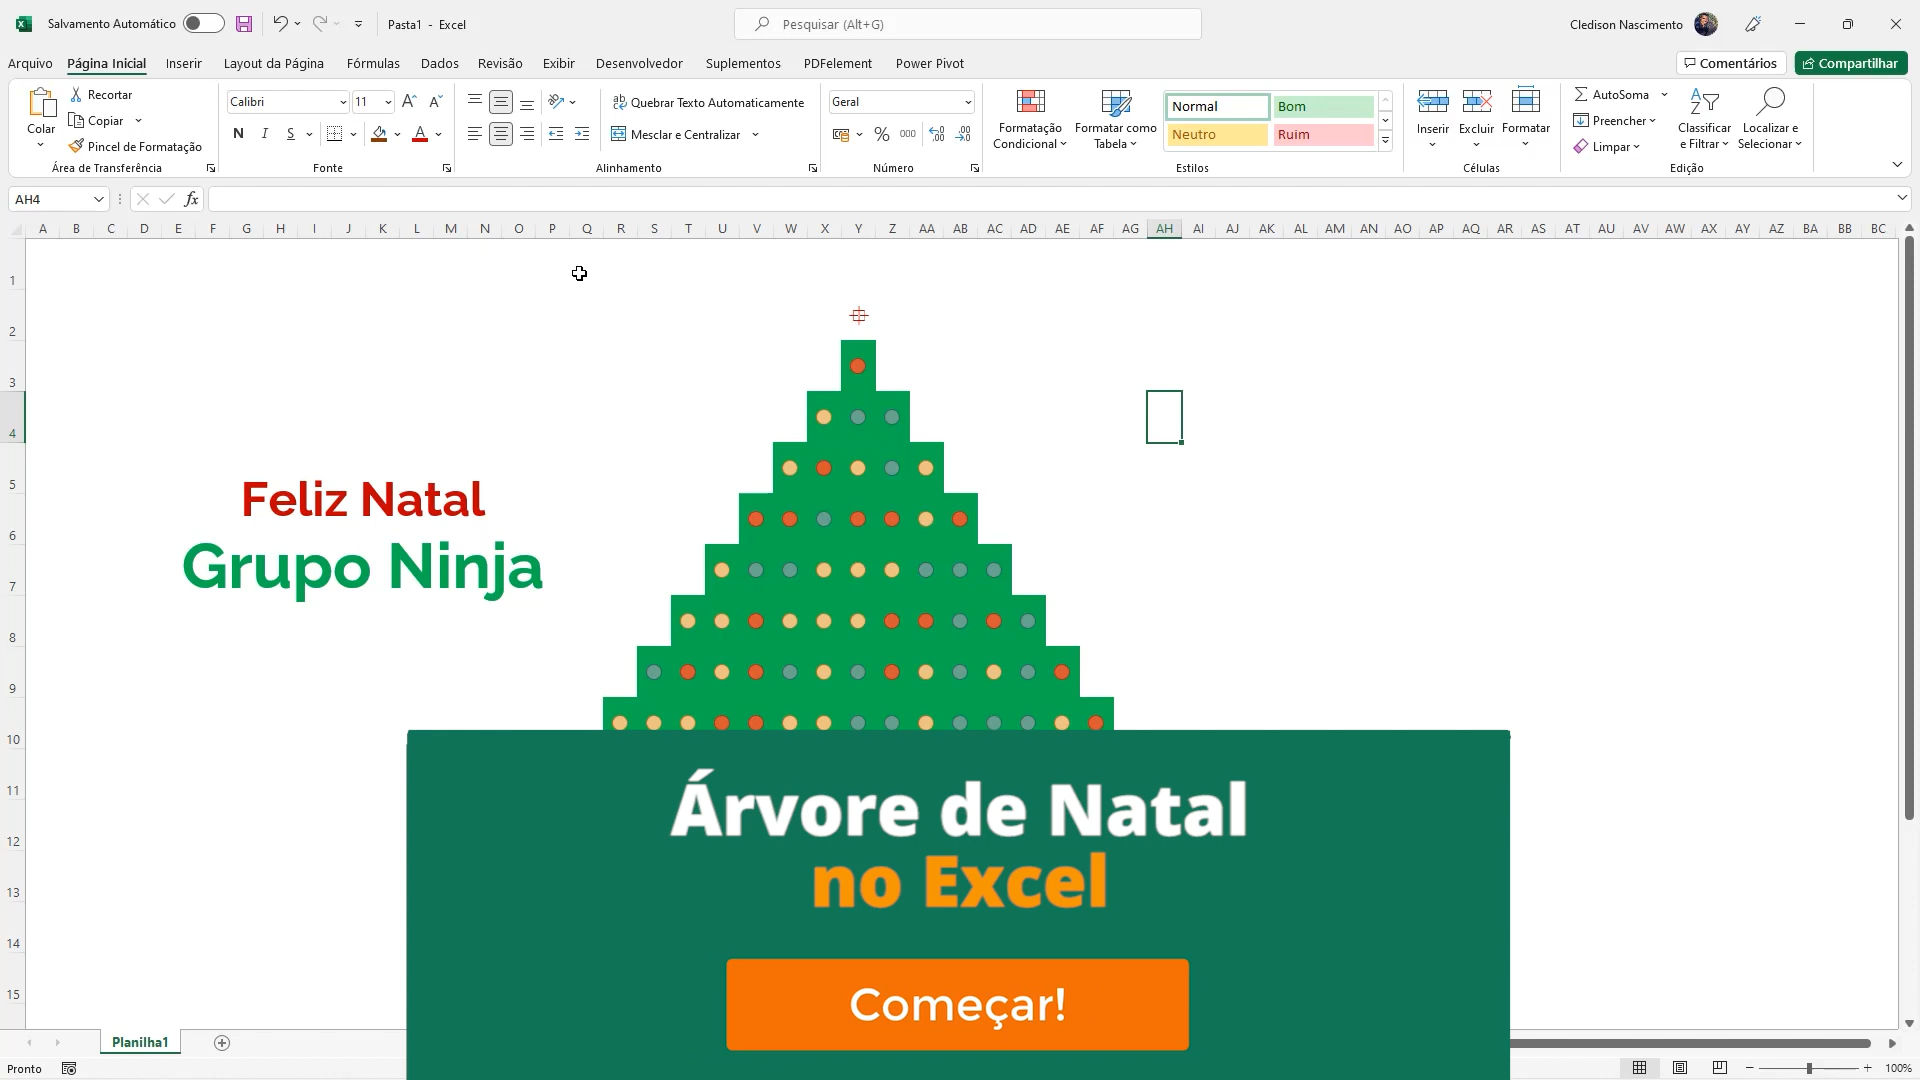 Salvamento Automático
Pasta1 - Excel
Pesquisar (Alt+G)
Cledison Nascimento
Arquivo Página Inicial Inserir Layout da Página Fórmulas Dados Revisão Exibir Desenvolvedor Suplementos PDFelement Power Pivot
Comentários
Compartilhar
Colar
Recortar
Copiar
Pincel de Formatação
Área de Transferência
Calibri 11
N I S
Fonte
Quebrar Texto Automaticamente
Mesclar e Centralizar
Alinhamento
Geral
% 000
Número
Formatação Condicional
Formatar como Tabela
Normal Bom
Neutro Ruim
Estilos
Inserir Excluir Formatar
Células
AutoSoma
Preencher
Limpar
Classificar e Filtrar
Localizar e Selecionar
Edição
AH4
fx
A B C D E F G H I J K L M N O P Q R S T U V W X Y Z AA AB AC AD AE AF AG AH AI AJ AK AL AM AN AO AP AQ AR AS AT AU AV AW AX AY AZ BA BB BC
1
2
3
4
5
6
7
8
9
10
11
12
13
14
15
Feliz Natal
Grupo Ninja
Árvore de Natal
no Excel
Começar!
Planilha1
Pronto
100%